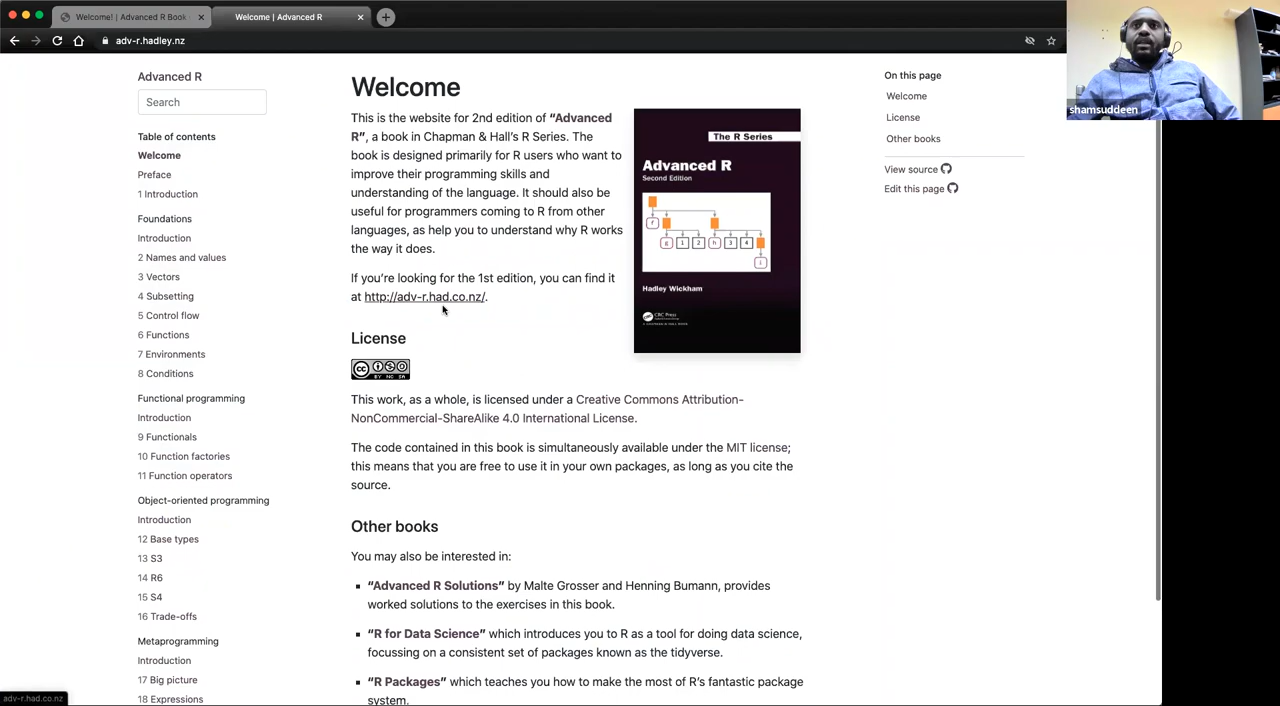 Welcome! | Advanced R Book
Welcome | Advanced R
adv-r.hadley.nz
shamsuddeen
Advanced R
Search
Table of contents
Welcome
Preface
1 Introduction
Foundations
Introduction
2 Names and values
3 Vectors
4 Subsetting
5 Control flow
6 Functions
7 Environments
8 Conditions
Functional programming
Introduction
9 Functionals
10 Function factories
11 Function operators
Object-oriented programming
Introduction
12 Base types
13 S3
14 R6
15 S4
16 Trade-offs
Metaprogramming
Introduction
17 Big picture
18 Expressions
Welcome
This is the website for 2nd edition of “Advanced
R”, a book in Chapman & Hall’s R Series. The
book is designed primarily for R users who want to
improve their programming skills and
understanding of the language. It should also be
useful for programmers coming to R from other
languages, as help you to understand why R works
the way it does.
If you’re looking for the 1st edition, you can find it
at http://adv-r.had.co.nz/.
The R Series
Advanced R
Second Edition
f
g 1 2 h 3 4
i
Hadley Wickham
CRC Press
License
CC BY NC SA
This work, as a whole, is licensed under a Creative Commons Attribution-
NonCommercial-ShareAlike 4.0 International License.
The code contained in this book is simultaneously available under the MIT license;
this means that you are free to use it in your own packages, as long as you cite the
source.
Other books
You may also be interested in:
“Advanced R Solutions” by Malte Grosser and Henning Bumann, provides
worked solutions to the exercises in this book.
“R for Data Science” which introduces you to R as a tool for doing data science,
focussing on a consistent set of packages known as the tidyverse.
“R Packages” which teaches you how to make the most of R’s fantastic package
system.
On this page
Welcome
License
Other books
View source
Edit this page
adv-r.had.co.nz